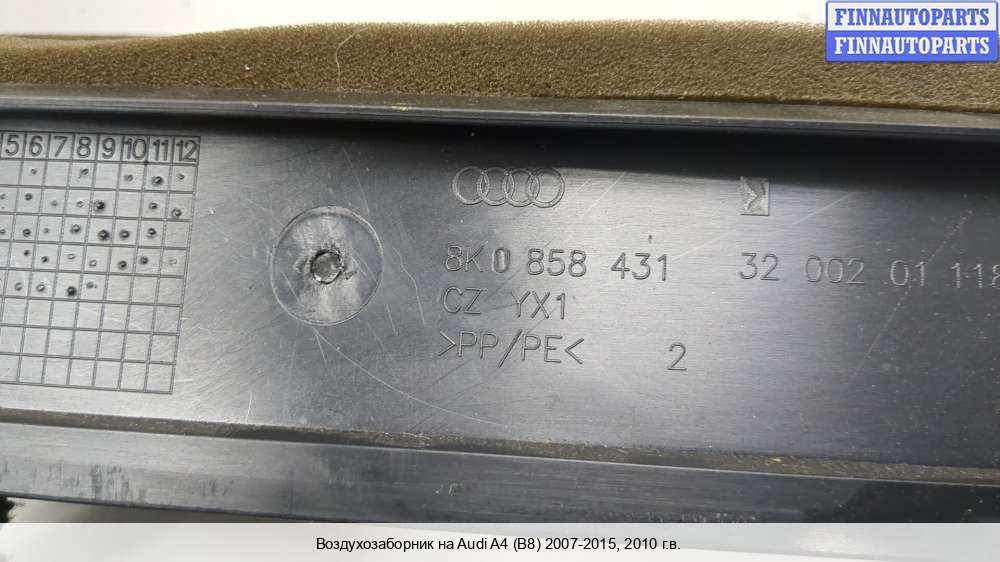 FINNAUTOPARTS
FINNAUTOPARTS
5 6 7 8 9 10 11 12
8K0 858 431 32 002 01 118
CZ YX1
>PP/PE< 2
Воздухозаборник на Audi A4 (B8) 2007-2015, 2010 г.в.